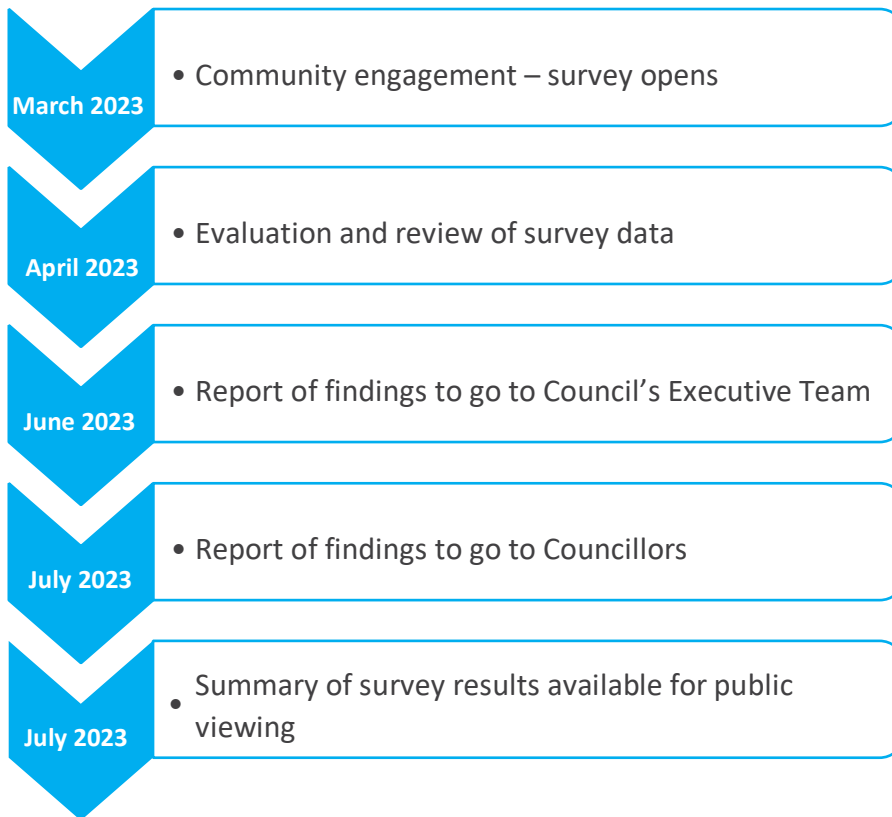 March 2023
• Community engagement – survey opens
April 2023
• Evaluation and review of survey data
June 2023
• Report of findings to go to Council’s Executive Team
July 2023
• Report of findings to go to Councillors
July 2023
• Summary of survey results available for public
viewing